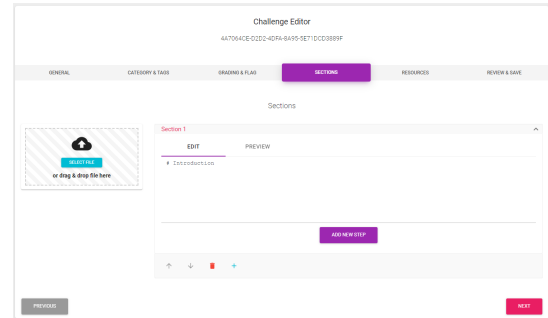 Challenge Editor
4A7064CE-D2D2-4DFA-8A95-5E71DCD3889F
GENERAL
CATEGORY & TAGS
GRADING & FLAG
SECTIONS
RESOURCES
REVIEW & SAVE
Sections
SELECT FILE
or drag & drop file here
Section 1
EDIT
PREVIEW
# Introduction
ADD NEW STEP
PREVIOUS
NEXT